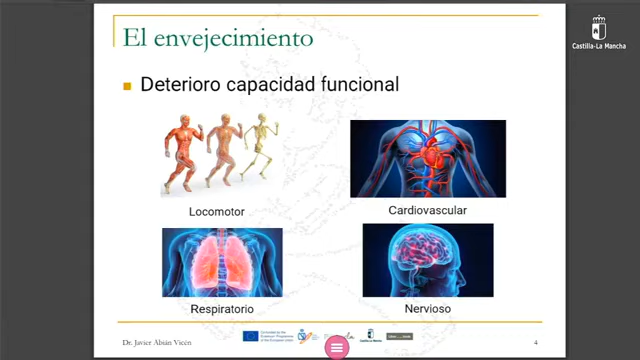 El envejecimiento
Castilla-La Mancha
Deterioro capacidad funcional
Locomotor
Cardiovascular
Respiratorio
Nervioso
Dr. Javier Abián Vicén
4